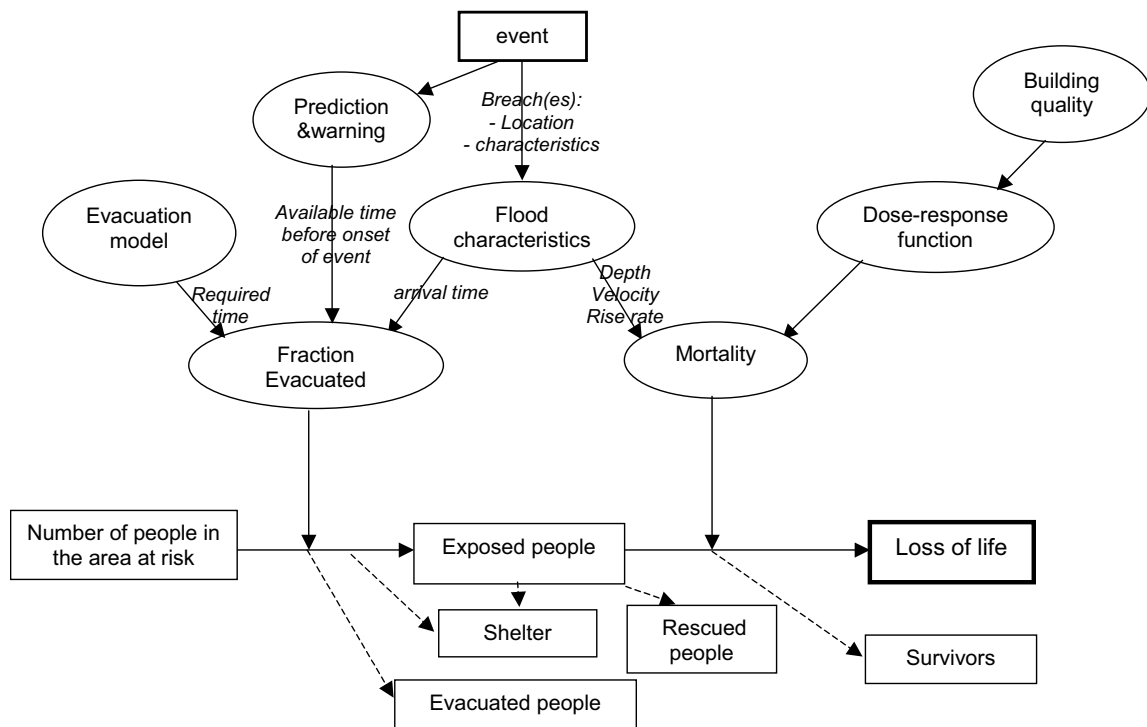 event
Prediction
&warning
Breach(es):
- Location
- characteristics
Building
quality
Evacuation
model
Available time
before onset
of event
Flood
characteristics
Dose-response
function
Required
time
arrival time
Depth
Velocity
Rise rate
Fraction
Evacuated
Mortality
Number of people in
the area at risk
Exposed people
Loss of life
Shelter
Rescued
people
Survivors
Evacuated people